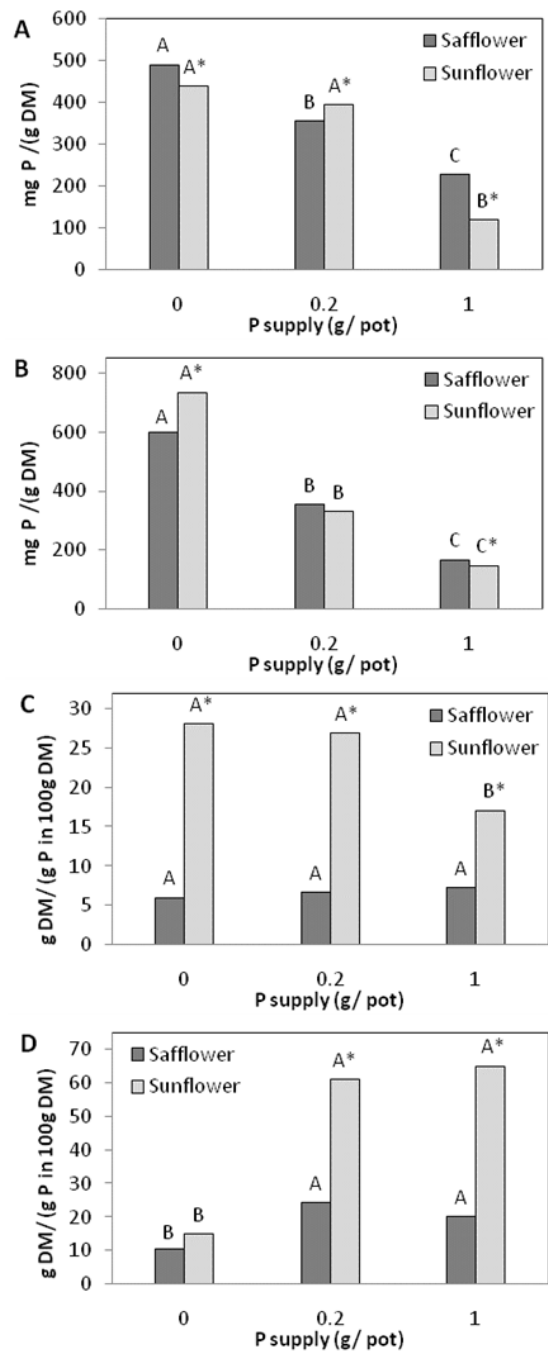 A
600
500
400
300
200
100
0
mg P /(g DM)
A
A*
B
A*
C
B*
Safflower
Sunflower
0 0.2 1
P supply (g/ pot)
B
800
600
400
200
0
mg P /(g DM)
A
A*
B
B
C
C*
Safflower
Sunflower
0 0.2 1
P supply (g/ pot)
C
30
25
20
15
10
5
0
g DM/(g P in 100g DM)
A
A*
A
A*
A
B*
Safflower
Sunflower
0 0.2 1
P supply (g/ pot)
D
70
60
50
40
30
20
10
0
g DM/(g P in 100g DM)
Safflower
Sunflower
B
B
A
A*
A
A*
0 0.2 1
P supply (g/ pot)